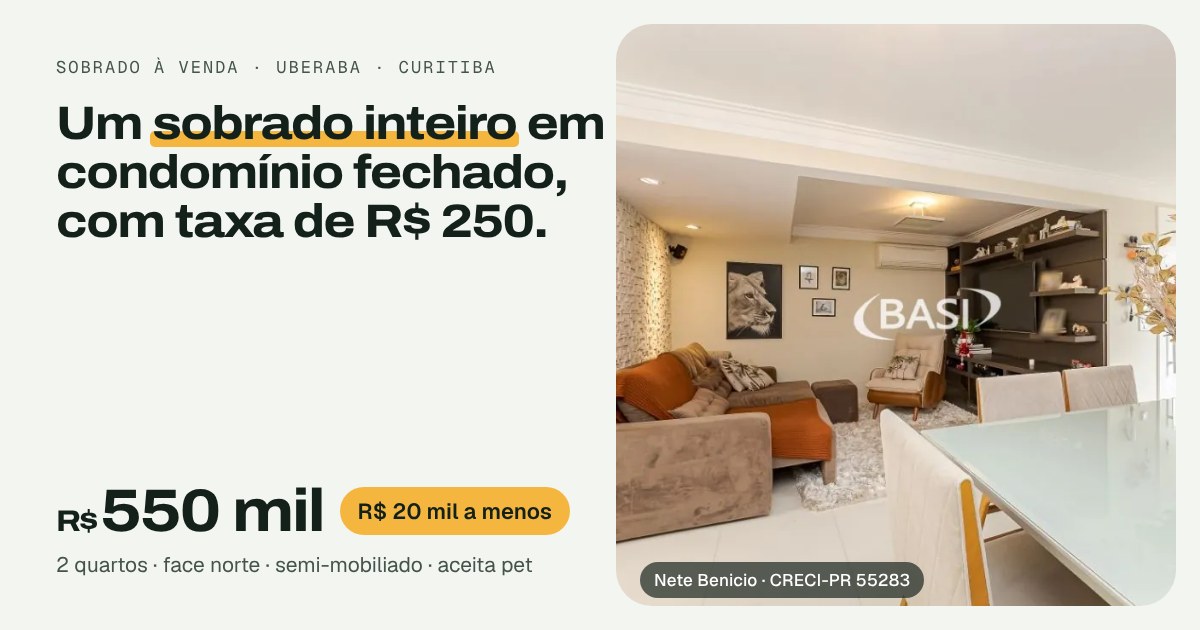 SOBRADO À VENDA · UBERABA · CURITIBA
Um sobrado inteiro em
condomínio fechado,
com taxa de R$ 250.
R$ 550 mil
R$ 20 mil a menos
2 quartos · face norte · semi-mobiliado · aceita pet
BASI
Nete Benicio · CRECI-PR 55283